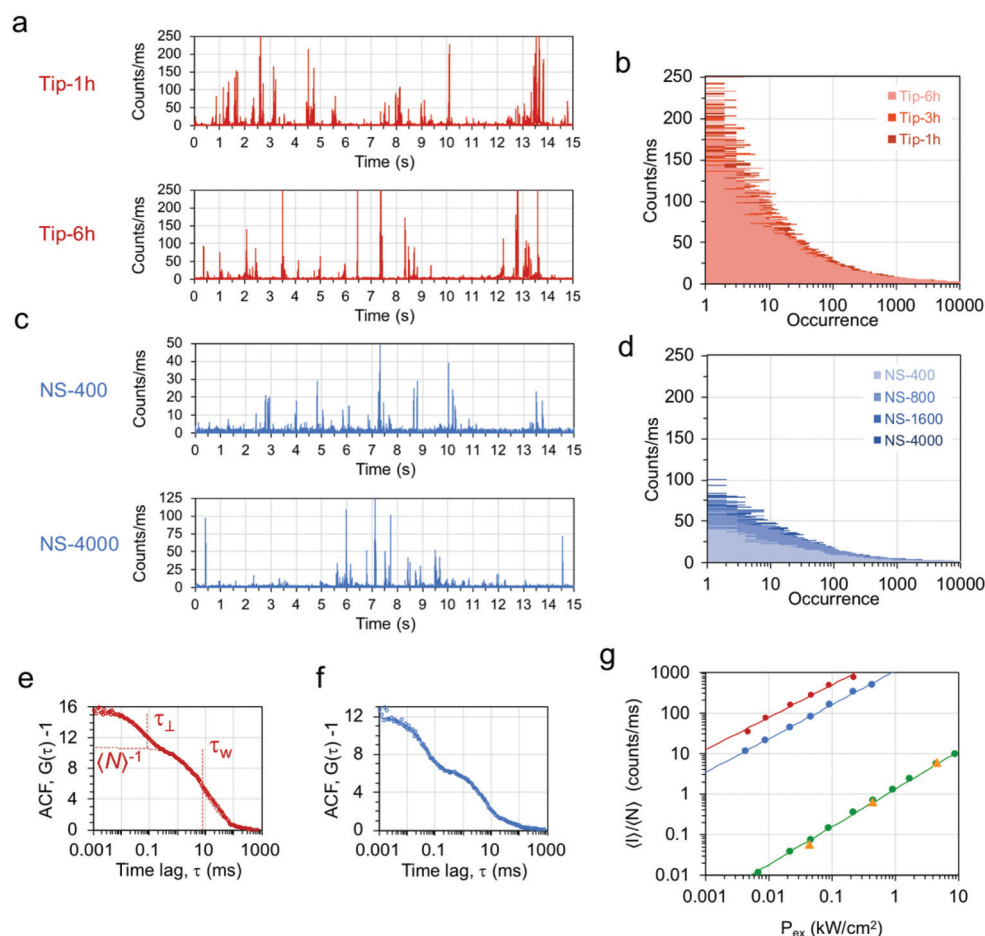 a
Tip-1h
Counts/ms
250
200
150
100
50
0
0 1 2 3 4 5 6 7 8 9 10 11 12 13 14 15
Time (s)
Tip-6h
Counts/ms
250
200
150
100
50
0
0 1 2 3 4 5 6 7 8 9 10 11 12 13 14 15
Time (s)
b
Counts/ms
250
200
150
100
50
0
Tip-6h
Tip-3h
Tip-1h
1 10 100 1000 10000
Occurrence
c
NS-400
Counts/ms
50
40
30
20
10
0
0 1 2 3 4 5 6 7 8 9 10 11 12 13 14 15
Time (s)
NS-4000
Counts/ms
125
100
75
50
25
0
0 1 2 3 4 5 6 7 8 9 10 11 12 13 14 15
Time (s)
d
Counts/ms
250
200
150
100
50
0
NS-400
NS-800
NS-1600
NS-4000
1 10 100 1000 10000
Occurrence
e
ACF, G(τ) -1
16
12
8
4
0
τ⊥
⟨N⟩⁻¹
τw
0.001 0.1 10 1000
Time lag, τ (ms)
f
12
8
4
0
0.001 0.1 10 1000
Time lag, τ (ms)
g
⟨I⟩/⟨N⟩ (counts/ms)
1000
100
10
1
0.1
0.01
0.001 0.01 0.1 1 10
Pex (kW/cm²)